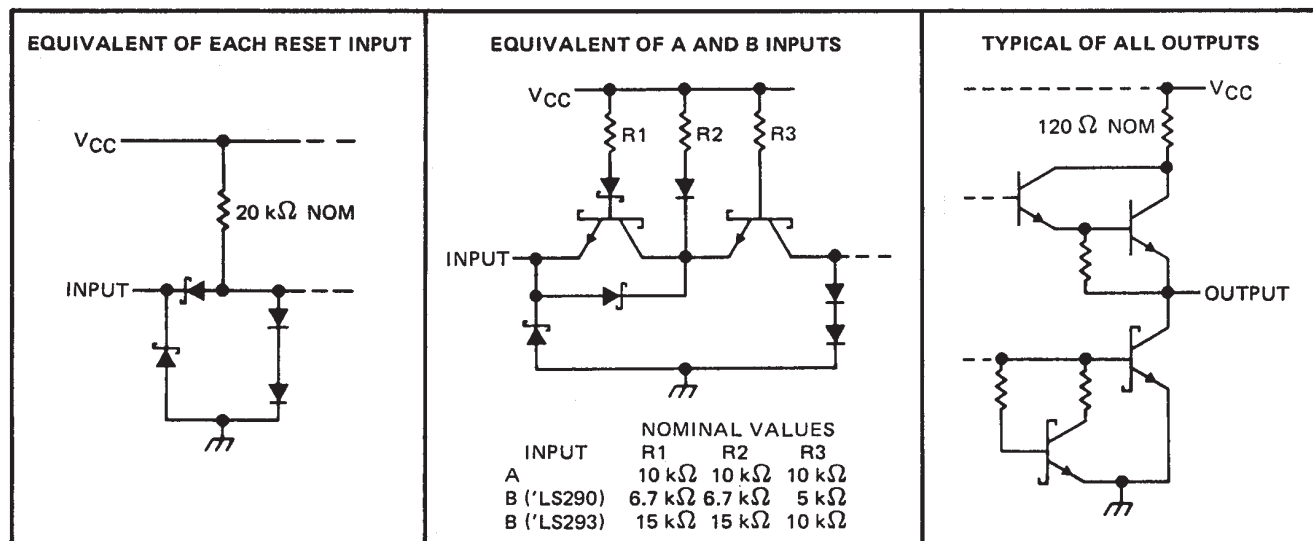 EQUIVALENT OF EACH RESET INPUT
VCC
20 kΩ NOM
INPUT
EQUIVALENT OF A AND B INPUTS
VCC
R1 R2 R3
INPUT
NOMINAL VALUES
INPUT R1 R2 R3
A 10 kΩ 10 kΩ 10 kΩ
B ('LS290) 6.7 kΩ 6.7 kΩ 5 kΩ
B ('LS293) 15 kΩ 15 kΩ 10 kΩ
TYPICAL OF ALL OUTPUTS
VCC
120 Ω NOM
OUTPUT